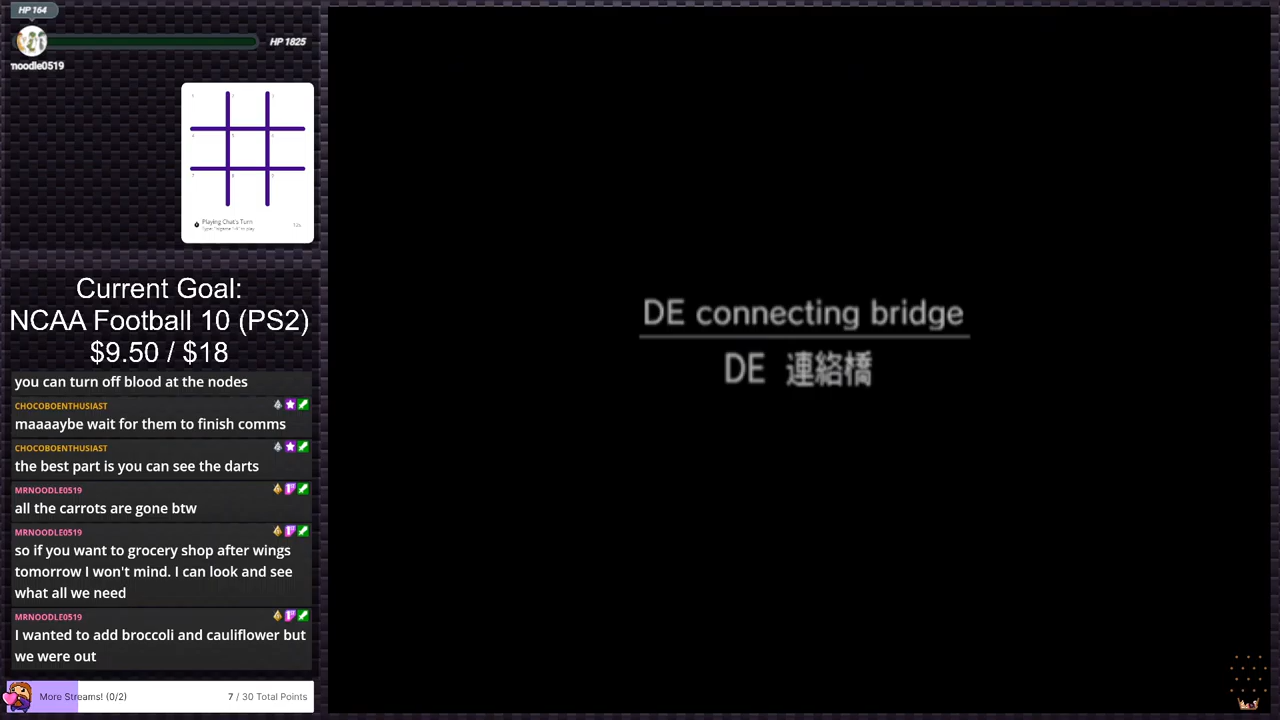 HP 164
HP 1825
noodle0519
Playing Chat's Turn
DE connecting bridge
DE 連絡橋
Current Goal:
NCAA Football 10 (PS2)
$9.50 / $18
you can turn off blood at the nodes
CHOCOBOENTHUSIAST
maaaaybe wait for them to finish comms
CHOCOBOENTHUSIAST
the best part is you can see the darts
MRNOODLE0519
all the carrots are gone btw
MRNOODLE0519
so if you want to grocery shop after wings
tomorrow I won't mind. I can look and see
what all we need
MRNOODLE0519
I wanted to add broccoli and cauliflower but
we were out
More Streams! (0/2)
7 / 30 Total Points